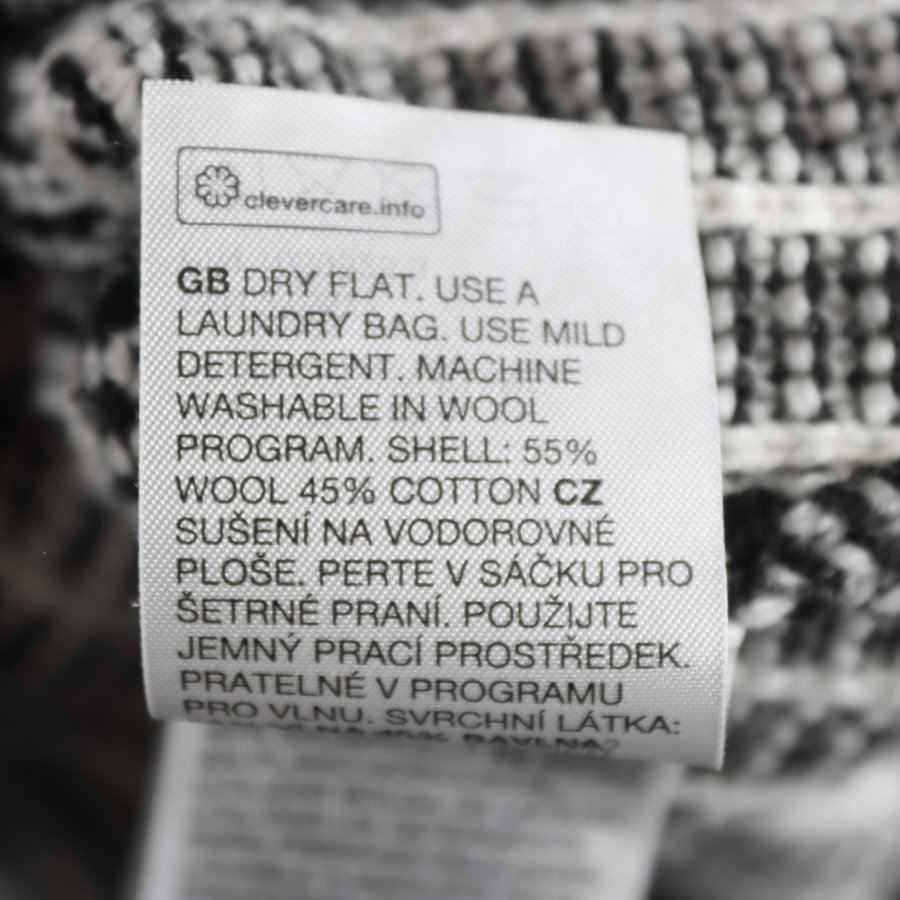 clevercare.info
GB DRY FLAT. USE A
LAUNDRY BAG. USE MILD
DETERGENT. MACHINE
WASHABLE IN WOOL
PROGRAM. SHELL: 55%
WOOL 45% COTTON CZ
SUŠENÍ NA VODOROVNÉ
PLOŠE. PERTE V SÁČKU PRO
ŠETRNÉ PRANÍ. POUŽIJTE
JEMNÝ PRACÍ PROSTŘEDEK.
PRATELNÉ V PROGRAMU
PRO VLNU. SVRCHNÍ LÁTKA:
45% BAVLNA